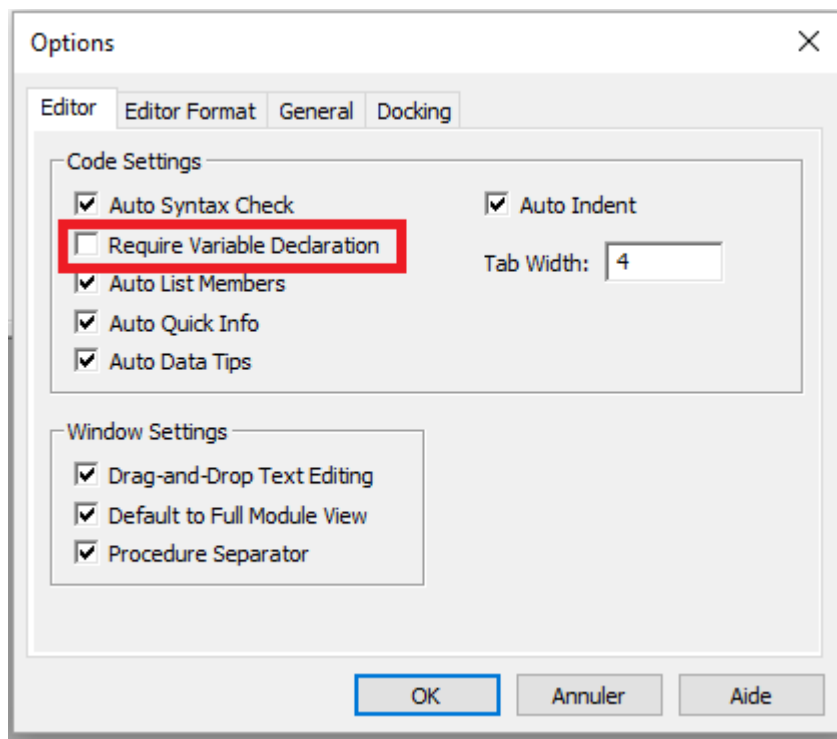 Options
Editor Editor Format General Docking
Code Settings
Auto Syntax Check Auto Indent
Require Variable Declaration
Tab Width: 4
Auto List Members
Auto Quick Info
Auto Data Tips
Window Settings
Drag-and-Drop Text Editing
Default to Full Module View
Procedure Separator
OK Annuler Aide